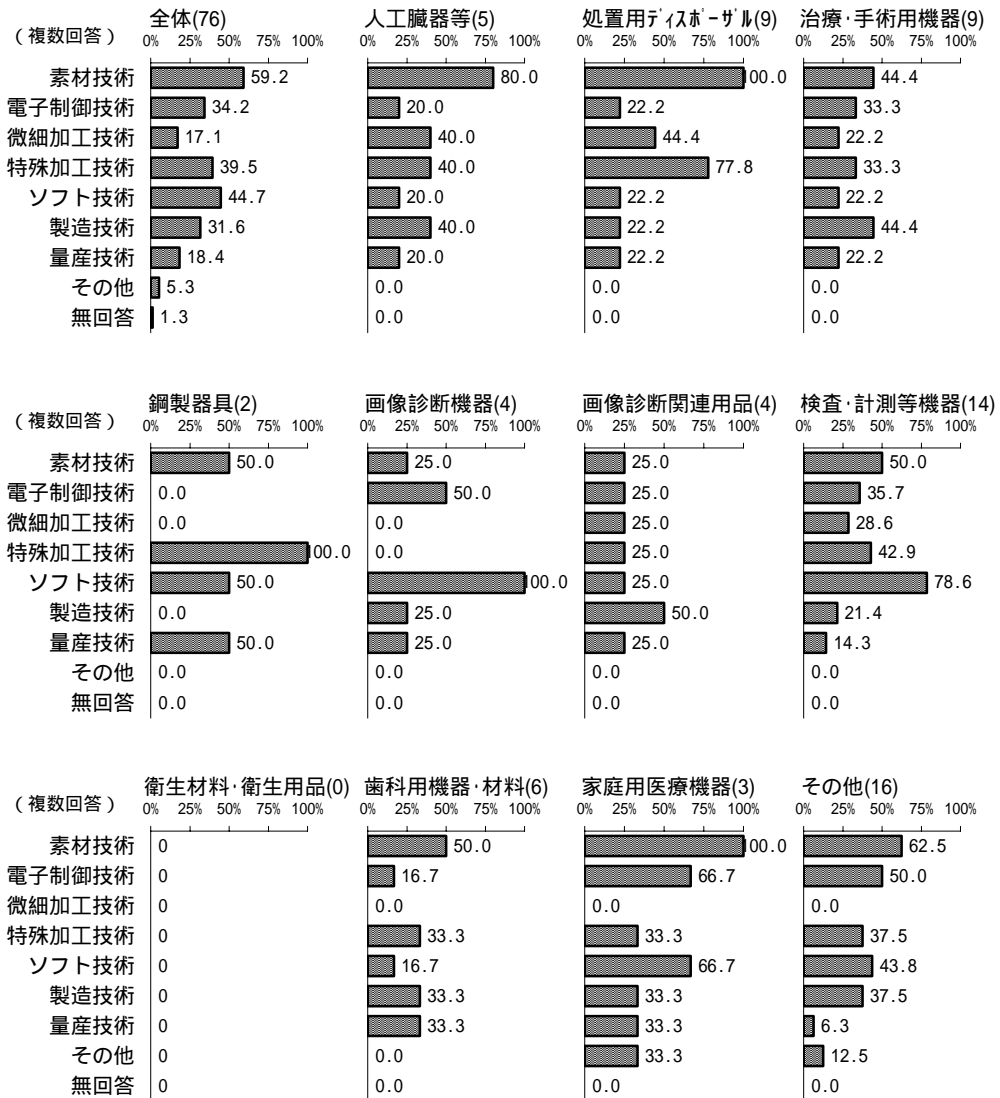 全体(76) 人工臓器等(5) 処置用ﾃﾞｨｽﾎﾟｰｻﾞﾙ(9) 治療･手術用機器(9)
（複数回答） 0% 25% 50% 75% 100% 0% 25% 50% 75% 100% 0% 25% 50% 75% 100% 0% 25% 50% 75% 100%
素材技術 59.2 80.0 100.0 44.4
電子制御技術 34.2 20.0 22.2 33.3
微細加工技術 17.1 40.0 44.4 22.2
特殊加工技術 39.5 40.0 77.8 33.3
ソフト技術 44.7 20.0 22.2 22.2
製造技術 31.6 40.0 22.2 44.4
量産技術 18.4 20.0 22.2 22.2
その他 5.3 0.0 0.0 0.0
無回答 1.3 0.0 0.0 0.0
鋼製器具(2) 画像診断機器(4) 画像診断関連用品(4) 検査･計測等機器(14)
（複数回答） 0% 25% 50% 75% 100% 0% 25% 50% 75% 100% 0% 25% 50% 75% 100% 0% 25% 50% 75% 100%
素材技術 50.0 25.0 25.0 50.0
電子制御技術 0.0 50.0 25.0 35.7
微細加工技術 0.0 0.0 25.0 28.6
特殊加工技術 100.0 0.0 25.0 42.9
ソフト技術 50.0 100.0 25.0 78.6
製造技術 0.0 25.0 50.0 21.4
量産技術 50.0 25.0 25.0 14.3
その他 0.0 0.0 0.0 0.0
無回答 0.0 0.0 0.0 0.0
衛生材料･衛生用品(0) 歯科用機器･材料(6) 家庭用医療機器(3) その他(16)
（複数回答） 0% 25% 50% 75% 100% 0% 25% 50% 75% 100% 0% 25% 50% 75% 100% 0% 25% 50% 75% 100%
素材技術 0 50.0 100.0 62.5
電子制御技術 0 16.7 66.7 50.0
微細加工技術 0 0.0 0.0 0.0
特殊加工技術 0 33.3 33.3 37.5
ソフト技術 0 16.7 66.7 43.8
製造技術 0 33.3 33.3 37.5
量産技術 0 33.3 33.3 6.3
その他 0 0.0 33.3 12.5
無回答 0 0.0 0.0 0.0